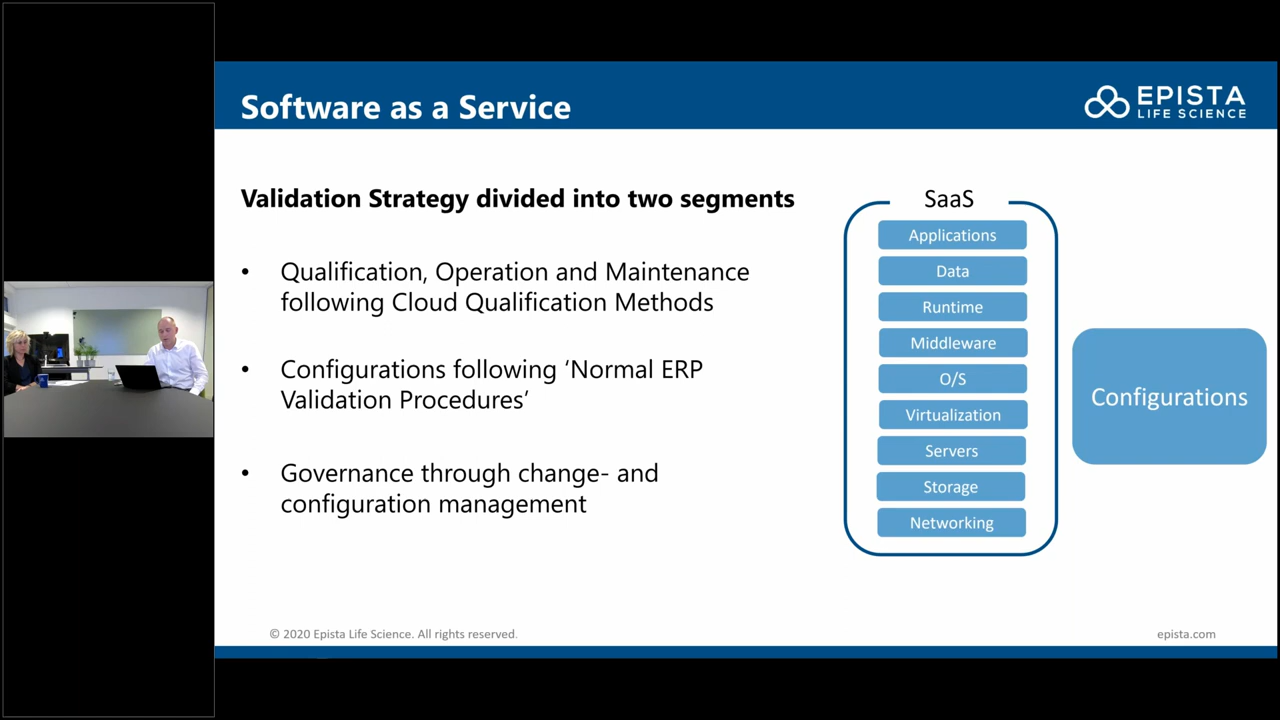 Software as a Service
EPISTA
LIFE SCIENCE
Validation Strategy divided into two segments
• Qualification, Operation and Maintenance
following Cloud Qualification Methods
• Configurations following ‘Normal ERP
Validation Procedures’
• Governance through change- and
configuration management
SaaS
Applications
Data
Runtime
Middleware
O/S
Virtualization
Servers
Storage
Networking
Configurations
© 2020 Epista Life Science. All rights reserved.
epista.com